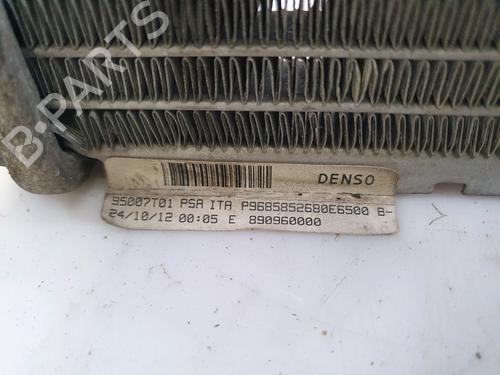 B-PARTS
DENSO
95007T01 PSA ITA P9685852680E6500 B-
24/10/12 00:05 E 890960000